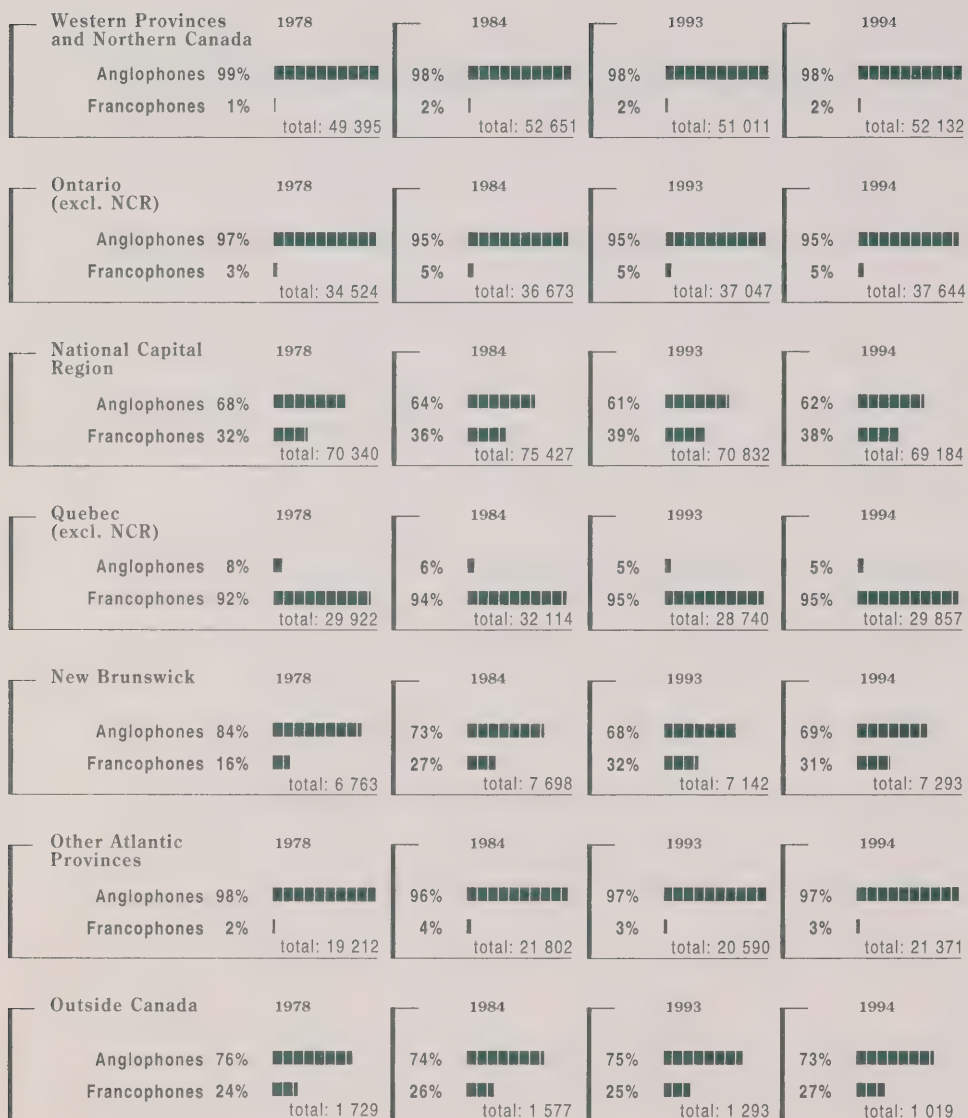 Western Provinces 1978 1984 1993 1994
and Northern Canada
Anglophones 99% 98% 98% 98%
Francophones 1% 2% 2% 2%
total: 49 395 total: 52 651 total: 51 011 total: 52 132
Ontario 1978 1984 1993 1994
(excl. NCR)
Anglophones 97% 95% 95% 95%
Francophones 3% 5% 5% 5%
total: 34 524 total: 36 673 total: 37 047 total: 37 644
National Capital 1978 1984 1993 1994
Region
Anglophones 68% 64% 61% 62%
Francophones 32% 36% 39% 38%
total: 70 340 total: 75 427 total: 70 832 total: 69 184
Quebec 1978 1984 1993 1994
(excl. NCR)
Anglophones 8% 6% 5% 5%
Francophones 92% 94% 95% 95%
total: 29 922 total: 32 114 total: 28 740 total: 29 857
New Brunswick 1978 1984 1993 1994
Anglophones 84% 73% 68% 69%
Francophones 16% 27% 32% 31%
total: 6 763 total: 7 698 total: 7 142 total: 7 293
Other Atlantic 1978 1984 1993 1994
Provinces
Anglophones 98% 96% 97% 97%
Francophones 2% 4% 3% 3%
total: 19 212 total: 21 802 total: 20 590 total: 21 371
Outside Canada 1978 1984 1993 1994
Anglophones 76% 74% 75% 73%
Francophones 24% 26% 25% 27%
total: 1 729 total: 1 577 total: 1 293 total: 1 019